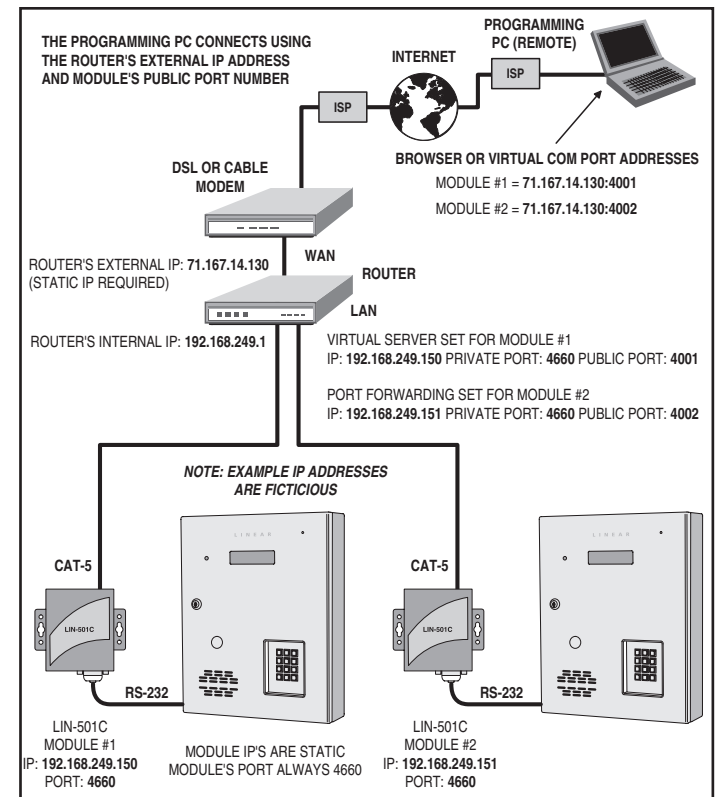 THE PROGRAMMING PC CONNECTS USING
THE ROUTER'S EXTERNAL IP ADDRESS
AND MODULE'S PUBLIC PORT NUMBER
PROGRAMMING
PC (REMOTE)
INTERNET
ISP
ISP
BROWSER OR VIRTUAL COM PORT ADDRESSES
MODULE #1 = 71.167.14.130:4001
MODULE #2 = 71.167.14.130:4002
DSL OR CABLE
MODEM
WAN
ROUTER'S EXTERNAL IP: 71.167.14.130
(STATIC IP REQUIRED)
ROUTER
LAN
ROUTER'S INTERNAL IP: 192.168.249.1
VIRTUAL SERVER SET FOR MODULE #1
IP: 192.168.249.150 PRIVATE PORT: 4660 PUBLIC PORT: 4001
PORT FORWARDING SET FOR MODULE #2
IP: 192.168.249.151 PRIVATE PORT: 4660 PUBLIC PORT: 4002
NOTE: EXAMPLE IP ADDRESSES
ARE FICTICIOUS
LINEAR
LINEAR
CAT-5
CAT-5
LIN-501C
LIN-501C
RS-232
RS-232
LIN-501C
MODULE #1
IP: 192.168.249.150
PORT: 4660
MODULE IP'S ARE STATIC
MODULE'S PORT ALWAYS 4660
LIN-501C
MODULE #2
IP: 192.168.249.151
PORT: 4660